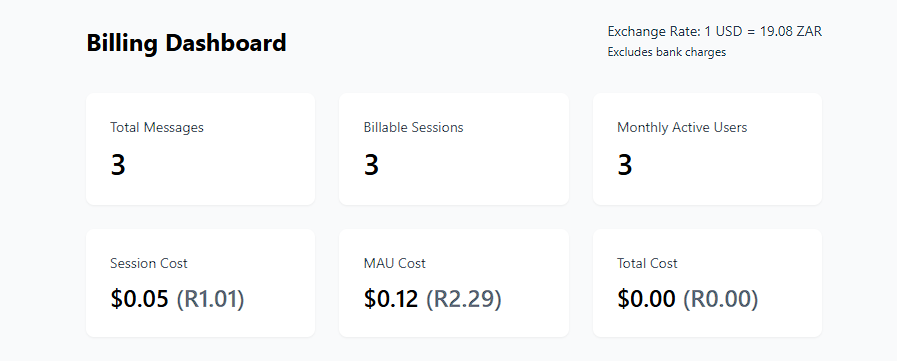 Billing Dashboard
Exchange Rate: 1 USD = 19.08 ZAR
Excludes bank charges
Total Messages
3
Billable Sessions
3
Monthly Active Users
3
Session Cost
$0.05 (R1.01)
MAU Cost
$0.12 (R2.29)
Total Cost
$0.00 (R0.00)